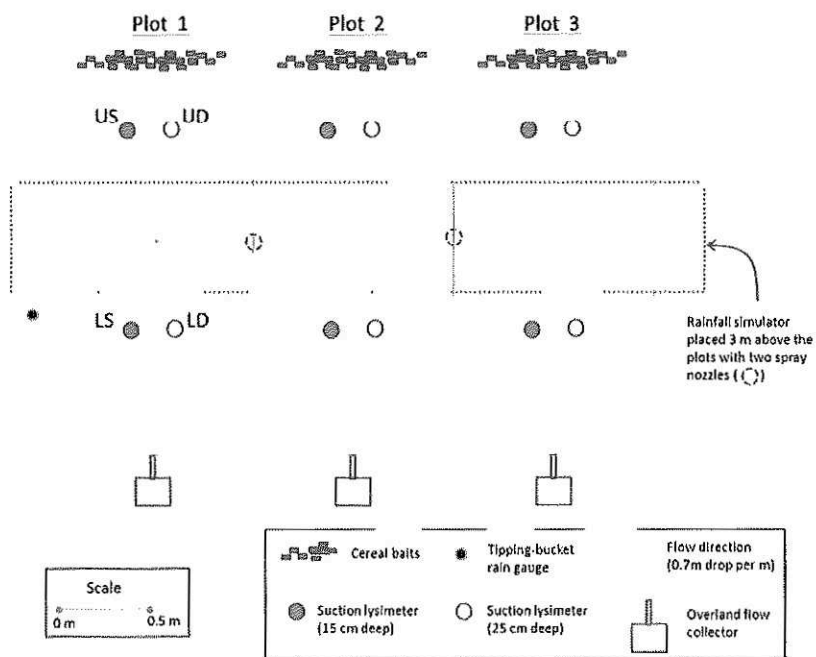 Plot 1 Plot 2 Plot 3
US UD
LS LD
Rainfall simulator
placed 3 m above the
plots with two spray
nozzles ( )
Scale
0 m 0.5 m
Cereal baits
Tipping-bucket
rain gauge
Flow direction
(0.7m drop per m)
Suction lysimeter
(15 cm deep)
Suction lysimeter
(25 cm deep)
Overland flow
collector